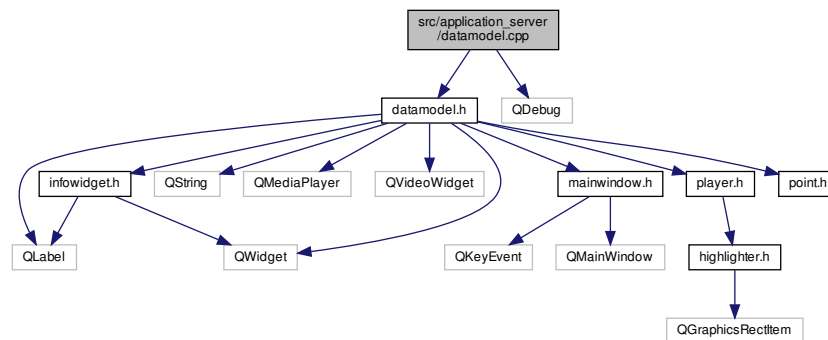 src/application_server
/datamodel.cpp
datamodel.h
QDebug
infowidget.h
QString
QMediaPlayer
QVideoWidget
mainwindow.h
player.h
point.h
QLabel
QWidget
QKeyEvent
QMainWindow
highlighter.h
QGraphicsRectItem